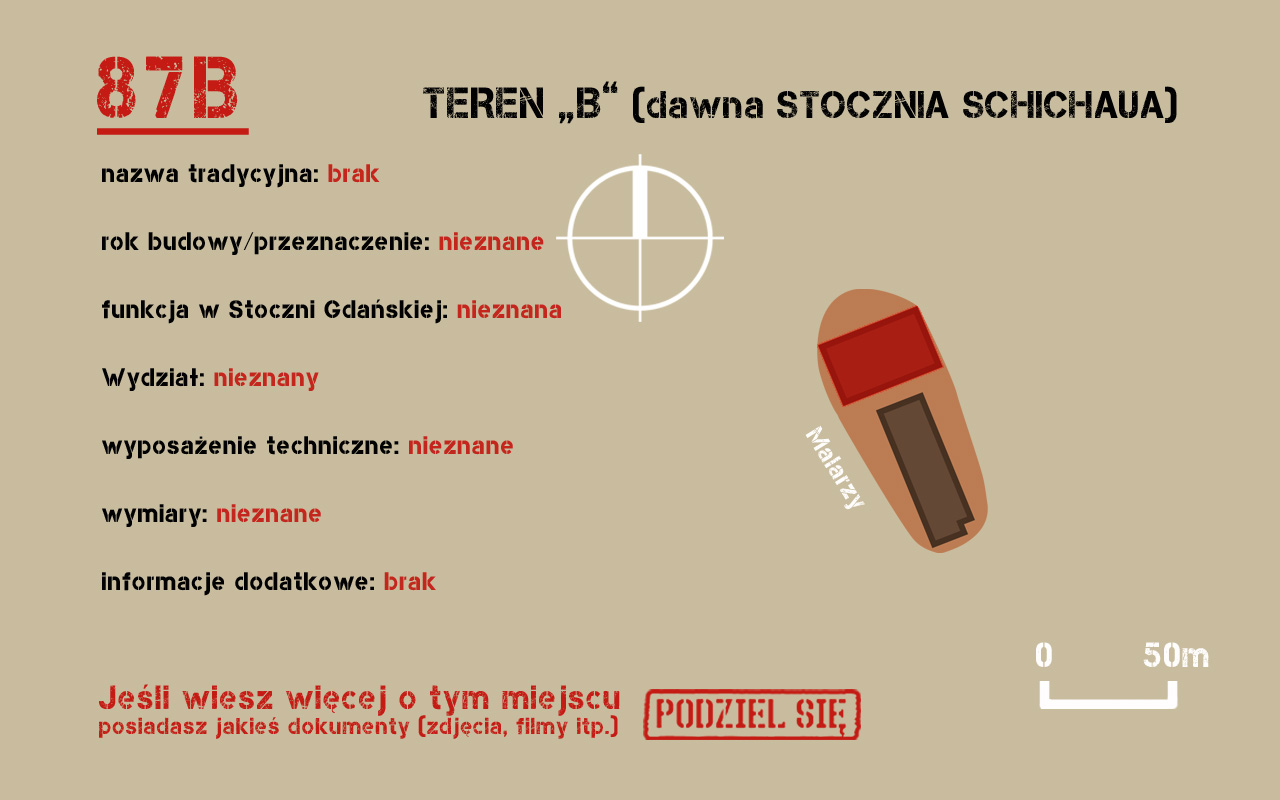 87B
TEREN „B“ (dawna STOCZNIA SCHICHAUA)
nazwa tradycyjna: brak
rok budowy/przeznaczenie: nieznane
funkcja w Stoczni Gdańskiej: nieznana
Wydział: nieznany
wyposażenie techniczne: nieznane
wymiary: nieznane
informacje dodatkowe: brak
Malarzy
0 50m
Jeśli wiesz więcej o tym miejscu
posiadasz jakieś dokumenty (zdjęcia, filmy itp.)
PODZIEL SIĘ